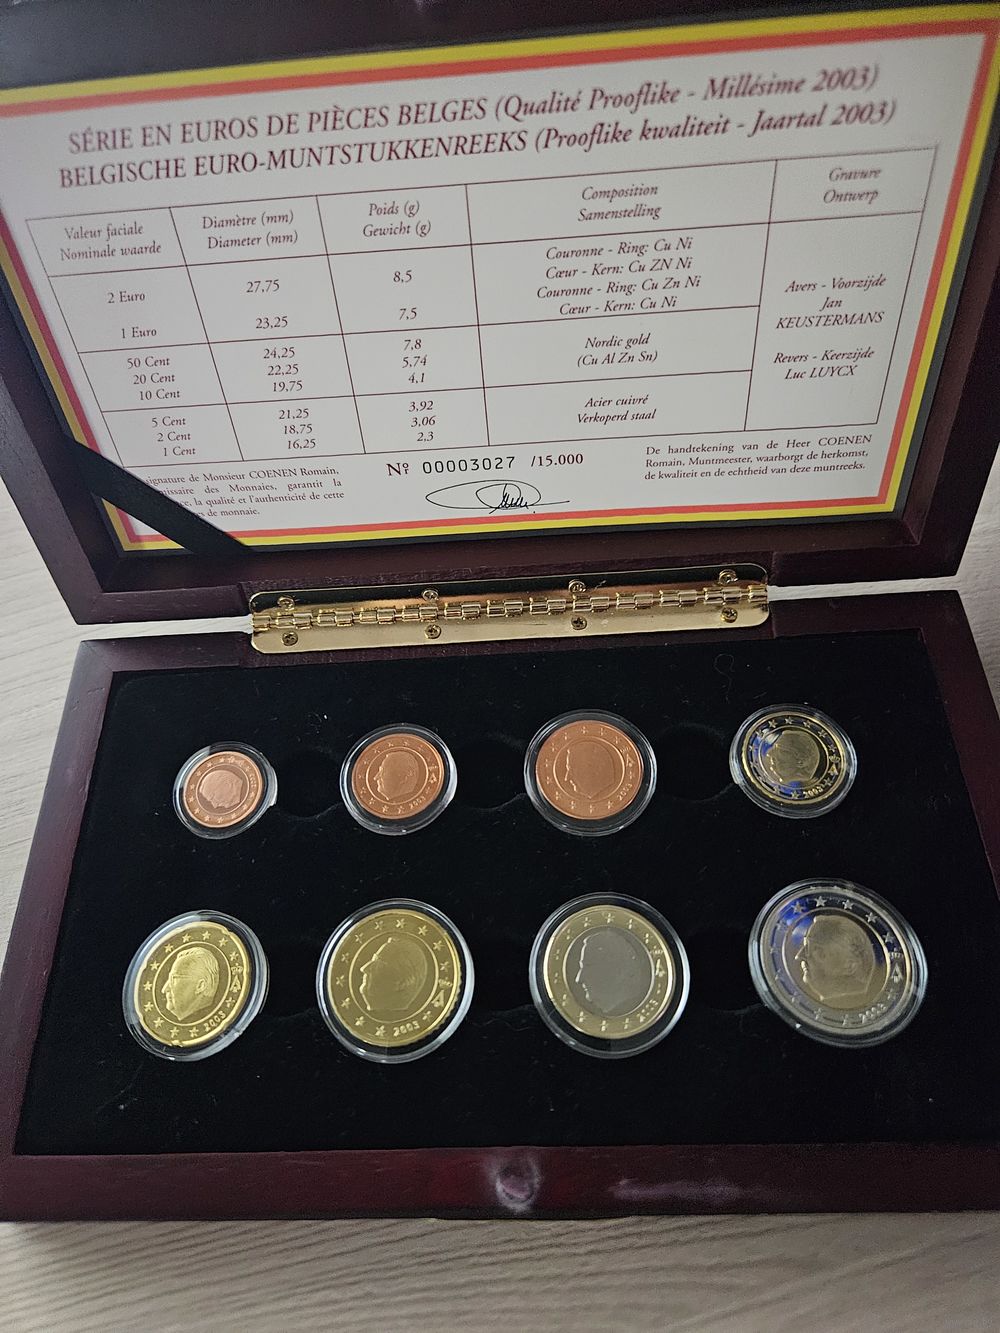 SÉRIE EN EUROS DE PIÈCES BELGES (Qualité Prooflike - Millésime 2003)
BELGISCHE EURO-MUNTSTUKKENREEKS (Prooflike kwaliteit - Jaartal 2003)
Valeur faciale
Nominale waarde
Diamètre (mm)
Diameter (mm)
Poids (g)
Gewicht (g)
Composition
Samenstelling
Gravure
Ontwerp
2 Euro
27,75
8,5
Couronne - Ring: Cu Ni
Cœur - Kern: Cu ZN Ni
1 Euro
23,25
7,5
Couronne - Ring: Cu Zn Ni
Cœur - Kern: Cu Ni
50 Cent
24,25
7,8
20 Cent
22,25
5,74
10 Cent
19,75
4,1
Nordic gold
(Cu Al Zn Sn)
5 Cent
21,25
3,92
2 Cent
18,75
3,06
1 Cent
16,25
2,3
Acier cuivré
Verkoperd staal
Avers - Voorzijde
Jan
KEUSTERMANS
Revers - Keerzijde
Luc LUYCX
signature de Monsieur COENEN Romain,
des Monnaies, garantit la
la qualité et l'authenticité de cette
de monnaie.
Nº 00003027 /15.000
De handtekening van de Heer COENEN
Romain, Muntmeester, waarborgt de herkomst,
de kwaliteit en de echtheid van deze muntreeks.
2003
2003
2003
2003
2003
2003
2003